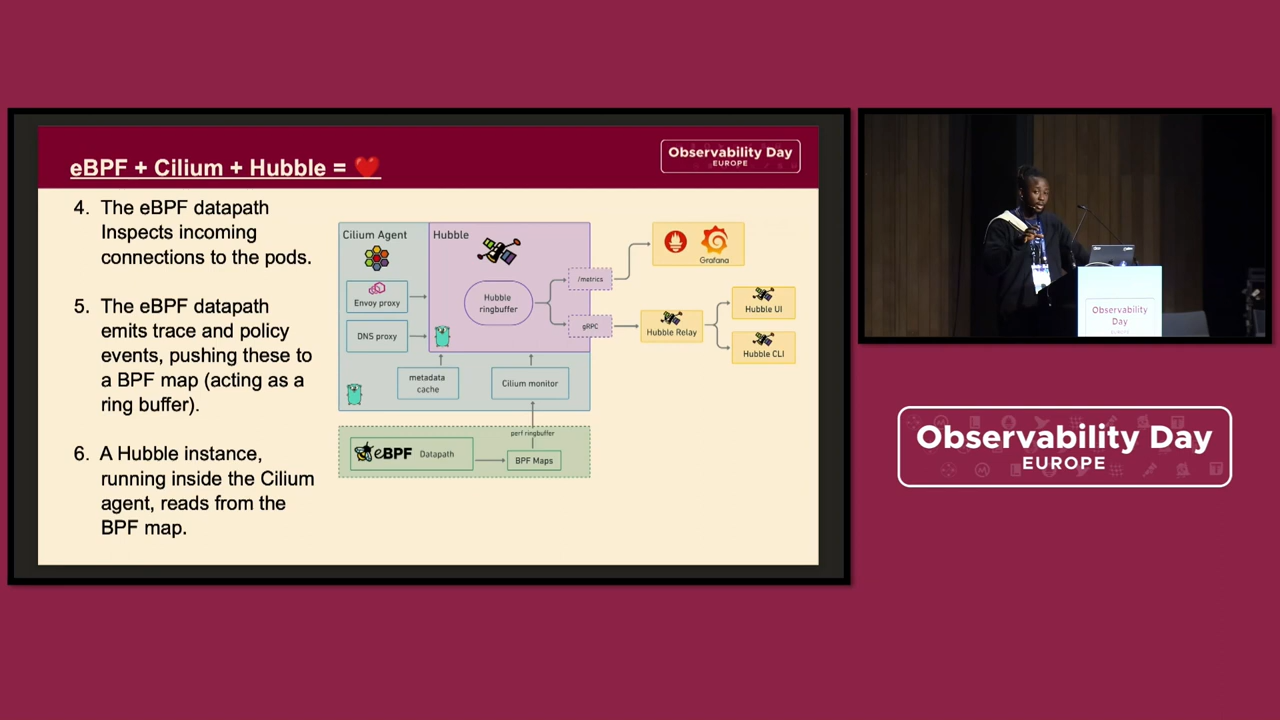 eBPF + Cilium + Hubble = ❤️
Observability Day
EUROPE
4. The eBPF datapath
Inspects incoming
connections to the pods.
5. The eBPF datapath
emits trace and policy
events, pushing these to
a BPF map (acting as a
ring buffer).
6. A Hubble instance,
running inside the Cilium
agent, reads from the
BPF map.
Cilium Agent
Hubble
Envoy proxy
DNS proxy
Hubble
ringbuffer
/metrics
gRPC
Grafana
Hubble Relay
Hubble UI
Hubble CLI
metadata
cache
Cilium monitor
perf ringbuffer
eBPF Datapath
BPF Maps
Observability
Day
EUROPE
Observability Day
EUROPE